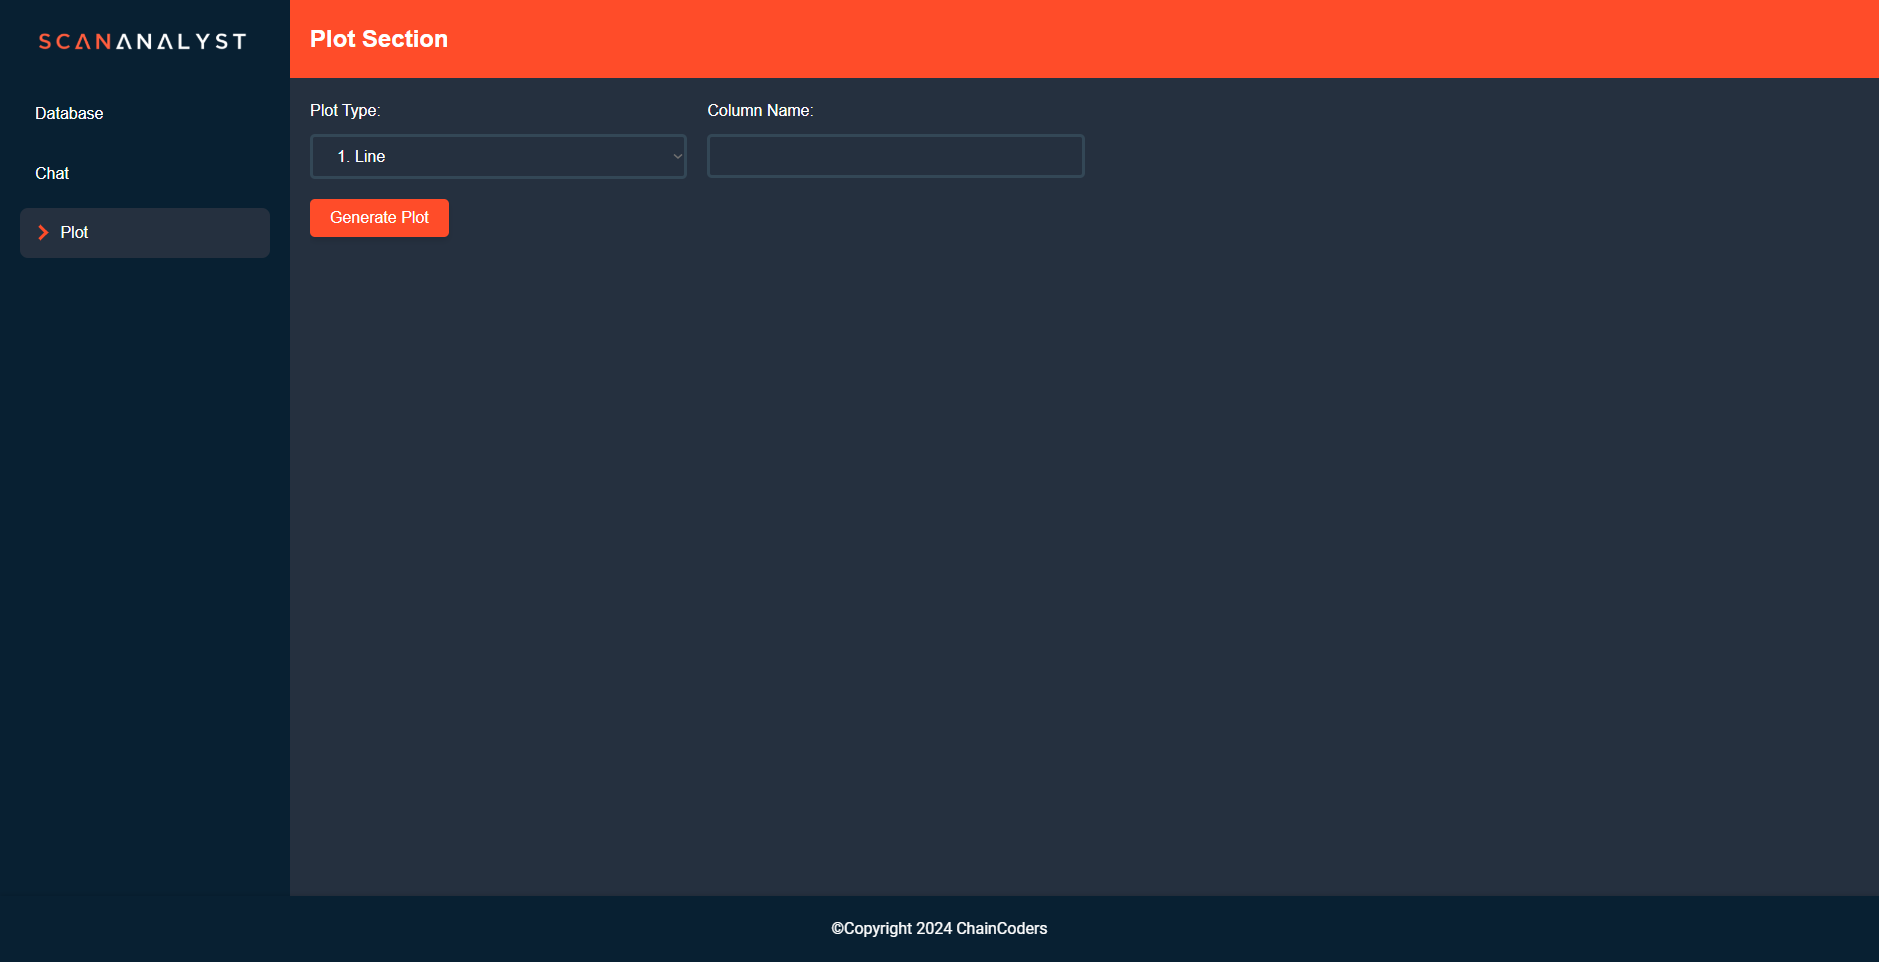 SCANANALYST
Database
Chat
Plot
Plot Section
Plot Type:
Column Name:
1. Line
Generate Plot
©Copyright 2024 ChainCoders